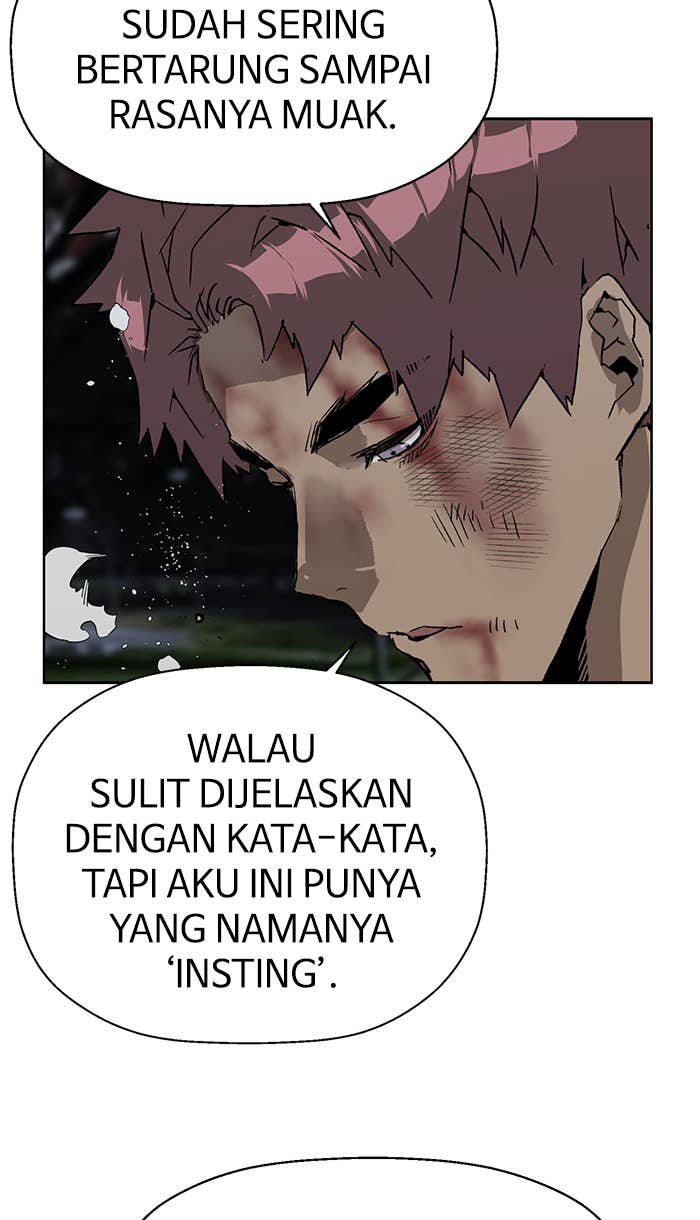 SUDAH SERING
BERTARUNG SAMPAI
RASANYA MUAK.
WALAU
SULIT DIJELASKAN
DENGAN KATA-KATA,
TAPI AKU INI PUNYA
YANG NAMANYA
‘INSTING’.